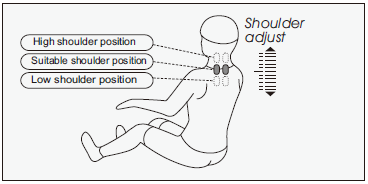 Shoulder
adjust
High shoulder position
Suitable shoulder position
Low shoulder position